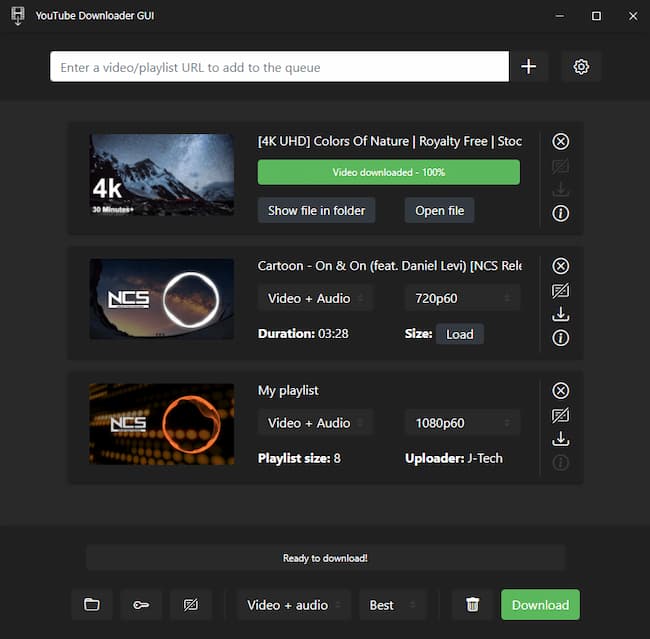 YouTube Downloader GUI
Enter a video/playlist URL to add to the queue
4k
30 Minutes+
[4K UHD] Colors Of Nature | Royalty Free | Stoc
Video downloaded - 100%
Show file in folder
Open file
NCS
Cartoon - On & On (feat. Daniel Levi) [NCS Rele
Video + Audio
720p60
Duration: 03:28
Size: Load
NCS
My playlist
Video + Audio
1080p60
Playlist size: 8
Uploader: J-Tech
Ready to download!
Video + audio
Best
Download